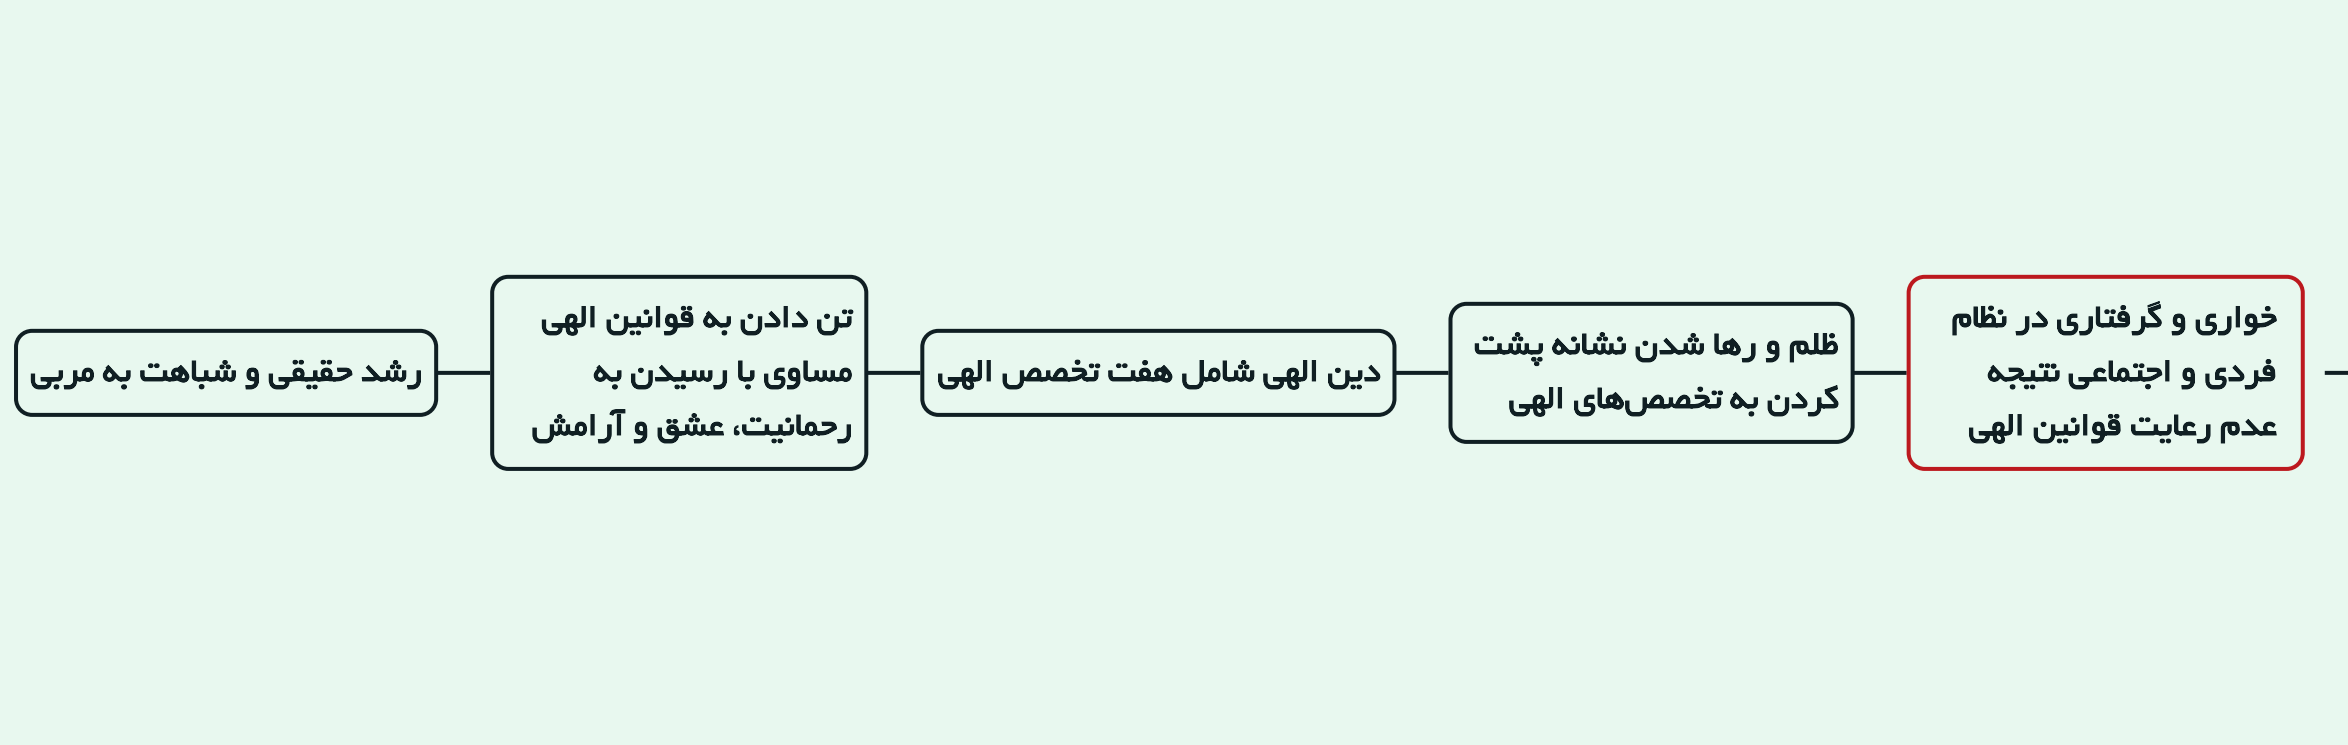 خواری و گرفتاری در نظام
فردی و اجتماعی نتیجه
عدم رعایت قوانین الهی
ظلم و رها شدن نشانه پشت
کردن به تخصص‌های الهی
دین الهی شامل هفت تخصص الهی
تن دادن به قوانین الهی
مساوی با رسیدن به
رحمانیت، عشق و آرامش
رشد حقیقی و شباهت به مربی